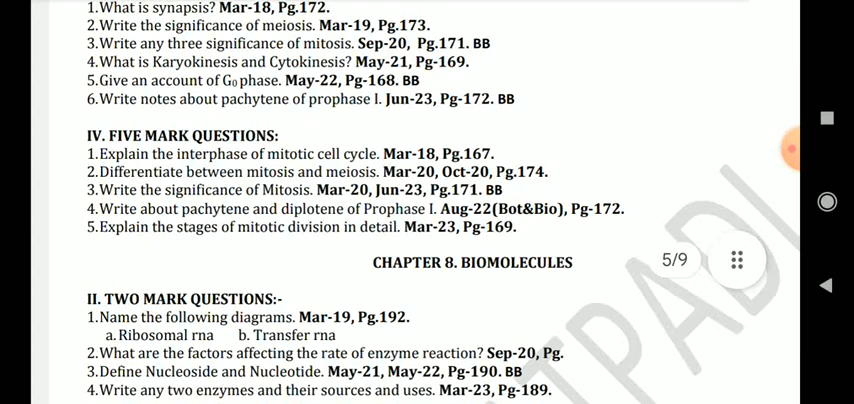 1.What is synapsis? Mar-18, Pg.172.
2.Write the significance of meiosis. Mar-19, Pg.173.
3.Write any three significance of mitosis. Sep-20, Pg.171. BB
4.What is Karyokinesis and Cytokinesis? May-21, Pg-169.
5.Give an account of G₀ phase. May-22, Pg-168. BB
6.Write notes about pachytene of prophase I. Jun-23, Pg-172. BB
IV. FIVE MARK QUESTIONS:
1.Explain the interphase of mitotic cell cycle. Mar-18, Pg.167.
2.Differentiate between mitosis and meiosis. Mar-20, Oct-20, Pg.174.
3.Write the significance of Mitosis. Mar-20, Jun-23, Pg.171. BB
4.Write about pachytene and diplotene of Prophase I. Aug-22(Bot&Bio), Pg-172.
5.Explain the stages of mitotic division in detail. Mar-23, Pg-169.
CHAPTER 8. BIOMOLECULES
5/9
II. TWO MARK QUESTIONS:-
1.Name the following diagrams. Mar-19, Pg.192.
a. Ribosomal rna b. Transfer rna
2.What are the factors affecting the rate of enzyme reaction? Sep-20, Pg.
3.Define Nucleoside and Nucleotide. May-21, May-22, Pg-190. BB
4.Write any two enzymes and their sources and uses. Mar-23, Pg-189.
TPADI